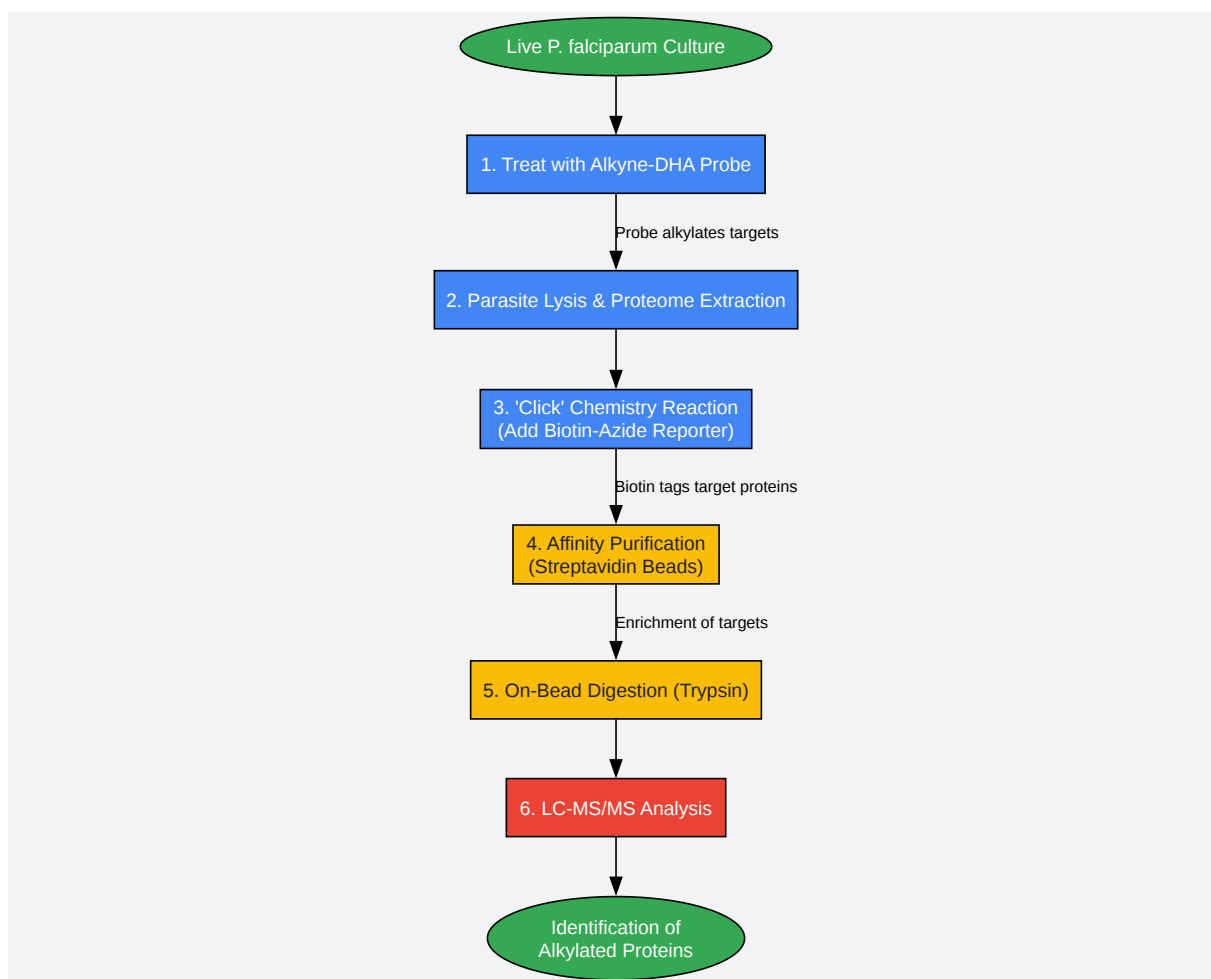 Live P. falciparum Culture
1. Treat with Alkyne-DHA Probe
Probe alkylates targets
2. Parasite Lysis & Proteome Extraction
3. 'Click' Chemistry Reaction
(Add Biotin-Azide Reporter)
Biotin tags target proteins
4. Affinity Purification
(Streptavidin Beads)
Enrichment of targets
5. On-Bead Digestion (Trypsin)
6. LC-MS/MS Analysis
Identification of
Alkylated Proteins